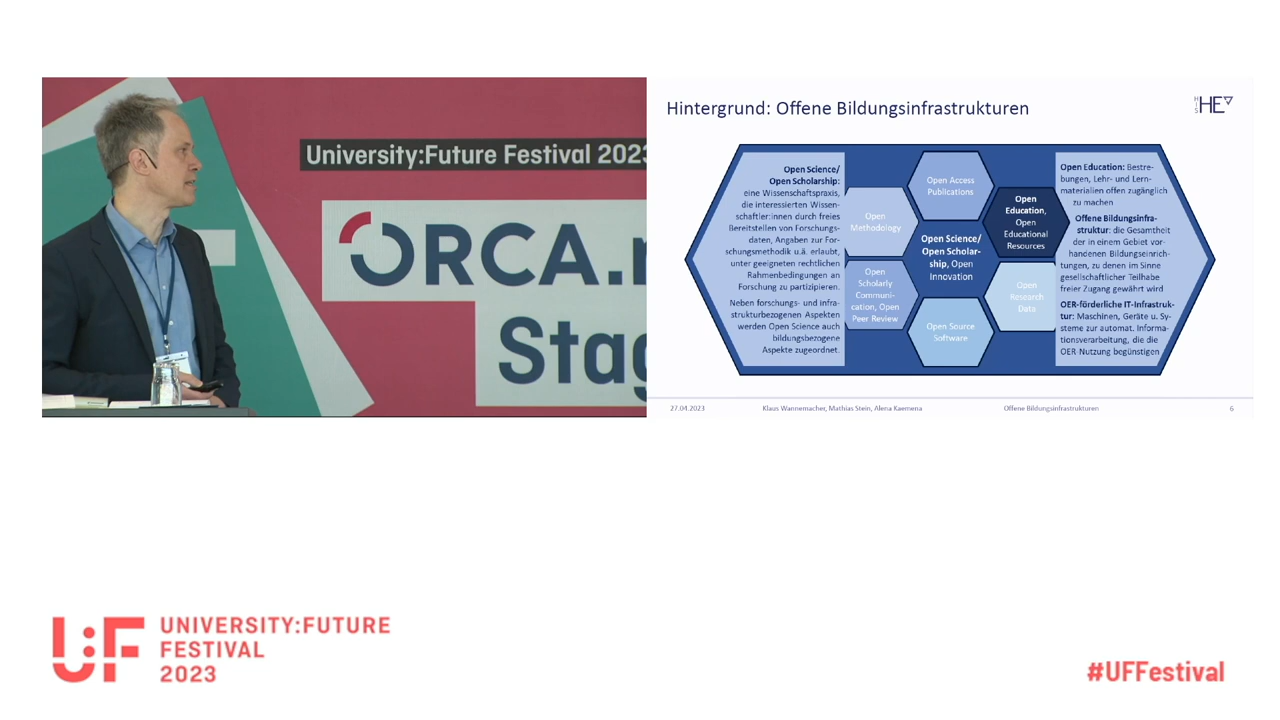 University:Future Festival 2023
ORCA.n
Stag
Hintergrund: Offene Bildungsinfrastrukturen
HIS HE
Open Science/
Open Scholarship:
eine Wissenschaftspraxis,
die interessierten Wissen-
schaftler:innen durch freies
Bereitstellen von Forschungs-
daten, Angaben zur For-
schungsmethodik u.ä. erlaubt,
unter geeigneten rechtlichen
Rahmenbedingungen an
Forschung zu partizipieren.
Neben forschungs- und infra-
strukturbezogenen Aspekten
werden Open Science auch
bildungsbezogene
Aspekte zugeordnet.
Open
Methodology
Open
Scholarly
Communi-
cation, Open
Peer Review
Open Access
Publications
Open Science/
Open Scholar-
ship, Open
Innovation
Open Source
Software
Open
Education,
Open
Educational
Resources
Open
Research
Data
Open Education: Bestre-
bungen, Lehr- und Lern-
materialien offen zugänglich
zu machen
Offene Bildungsinfra-
struktur: die Gesamtheit
der in einem Gebiet vor-
handenen Bildungseinrich-
tungen, zu denen im Sinne
gesellschaftlicher Teilhabe
freier Zugang gewährt wird
OER-förderliche IT-Infrastruk-
tur: Maschinen, Geräte u. Sy-
steme zur automat. Informa-
tionsverarbeitung, die die
OER-Nutzung begünstigen
27.04.2023
Klaus Wannemacher, Mathias Stein, Alena Kaemena
Offene Bildungsinfrastrukturen
6
U:F
UNIVERSITY:FUTURE
FESTIVAL
2023
#UFFestival